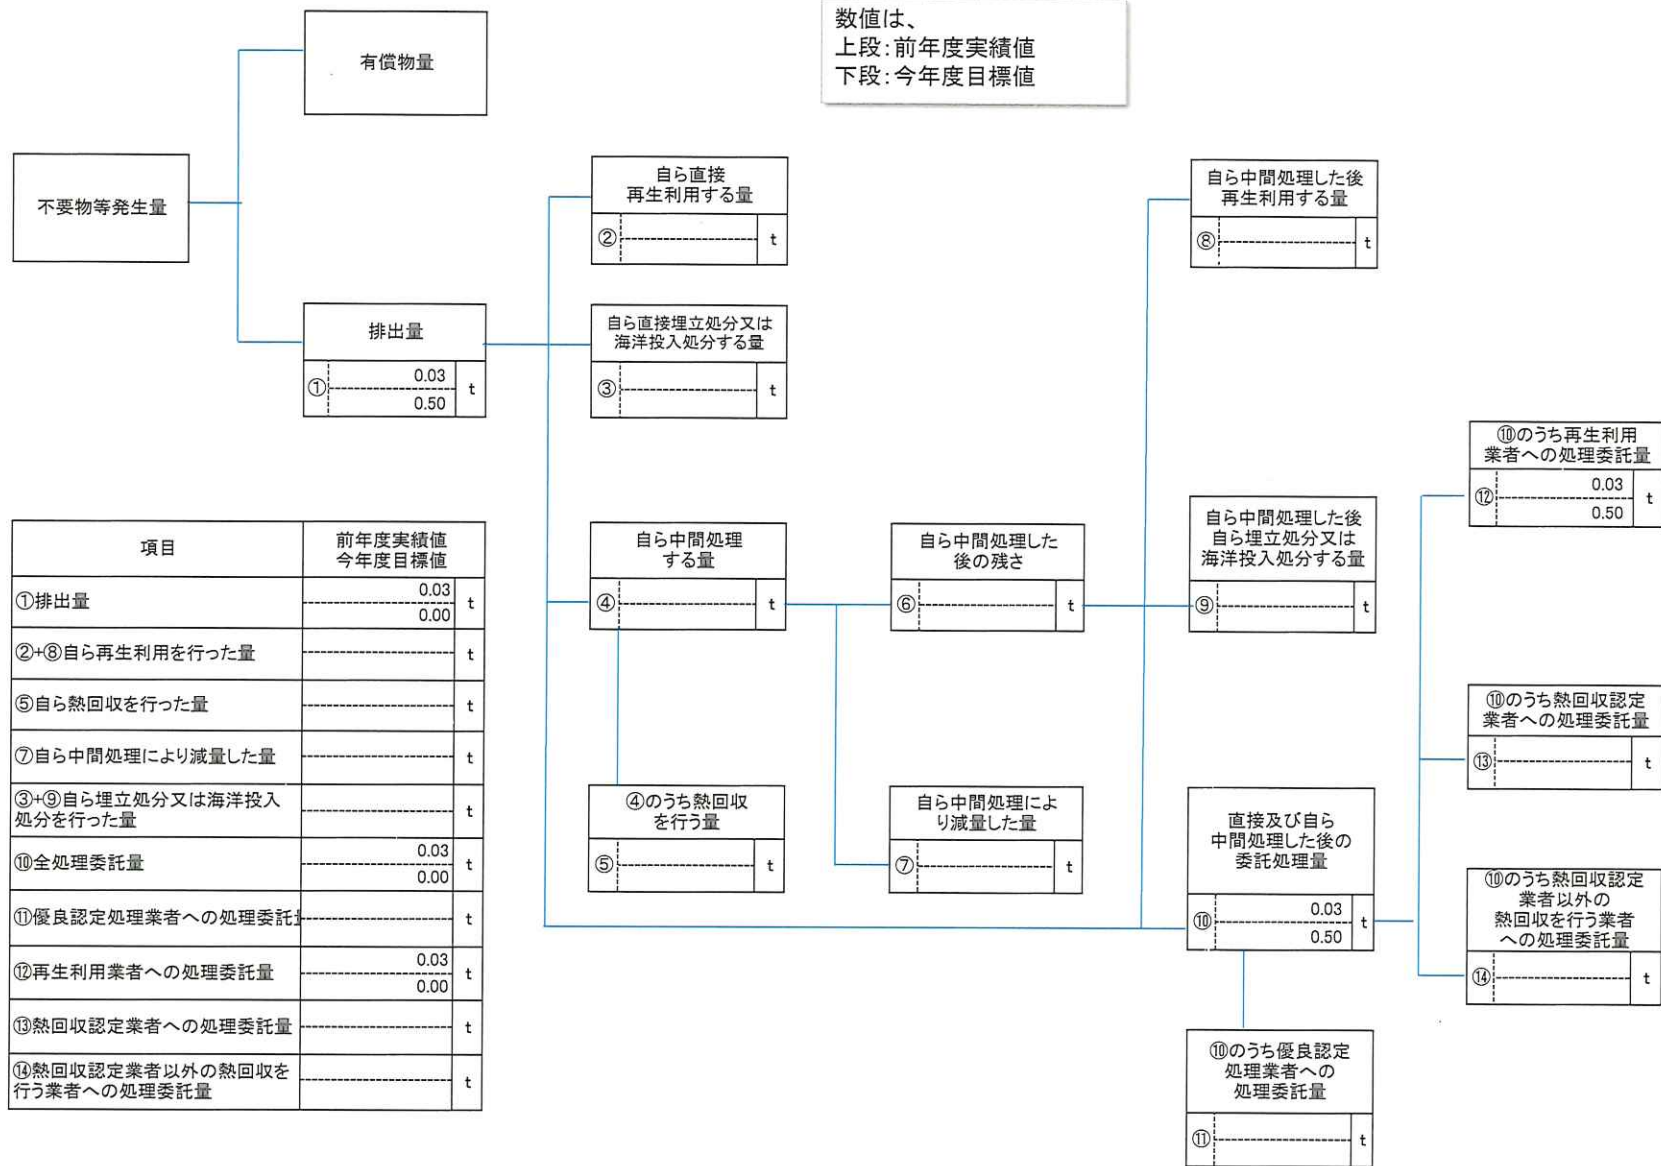 数値は、
上段:前年度実績値
下段:今年度目標値
有償物量
不要物等発生量
排出量
① 0.03 t
0.50
自ら直接
再生利用する量
② t
自ら直接埋立処分又は
海洋投入処分する量
③ t
自ら中間処理
する量
④ t
④のうち熱回収
を行う量
⑤ t
自ら中間処理した
後の残さ
⑥ t
自ら中間処理によ
り減量した量
⑦ t
自ら中間処理した後
再生利用する量
⑧ t
自ら中間処理した後
自ら埋立処分又は
海洋投入処分する量
⑨ t
直接及び自ら
中間処理した後の
委託処理量
⑩ 0.03 t
0.50
⑩のうち優良認定
処理業者への
処理委託量
⑪ t
⑩のうち再生利用
業者への処理委託量
⑫ 0.03 t
0.50
⑩のうち熱回収認定
業者への処理委託量
⑬ t
⑩のうち熱回収認定
業者以外の
熱回収を行う業者
への処理委託量
⑭ t
項目 前年度実績値
今年度目標値
①排出量 0.03 t
0.00
②+⑧自ら再生利用を行った量 t
⑤自ら熱回収を行った量 t
⑦自ら中間処理により減量した量 t
③+⑨自ら埋立処分又は海洋投入
処分を行った量 t
⑩全処理委託量 0.03 t
0.00
⑪優良認定処理業者への処理委託 t
⑫再生利用業者への処理委託量 0.03 t
0.00
⑬熱回収認定業者への処理委託量 t
⑭熱回収認定業者以外の熱回収を
行う業者への処理委託量 t